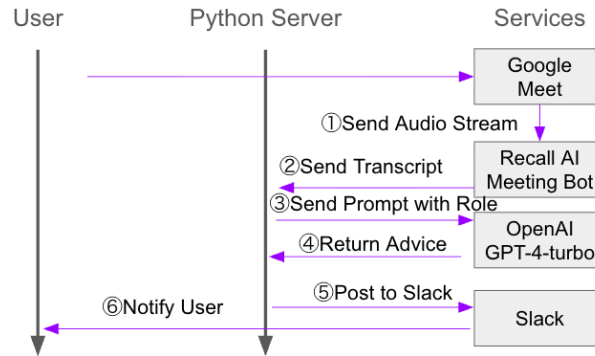 User
Python Server
Services
Google
Meet
①Send Audio Stream
Recall AI
Meeting Bot
②Send Transcript
③Send Prompt with Role
OpenAI
GPT-4-turbo
④Return Advice
⑤Post to Slack
Slack
⑥Notify User